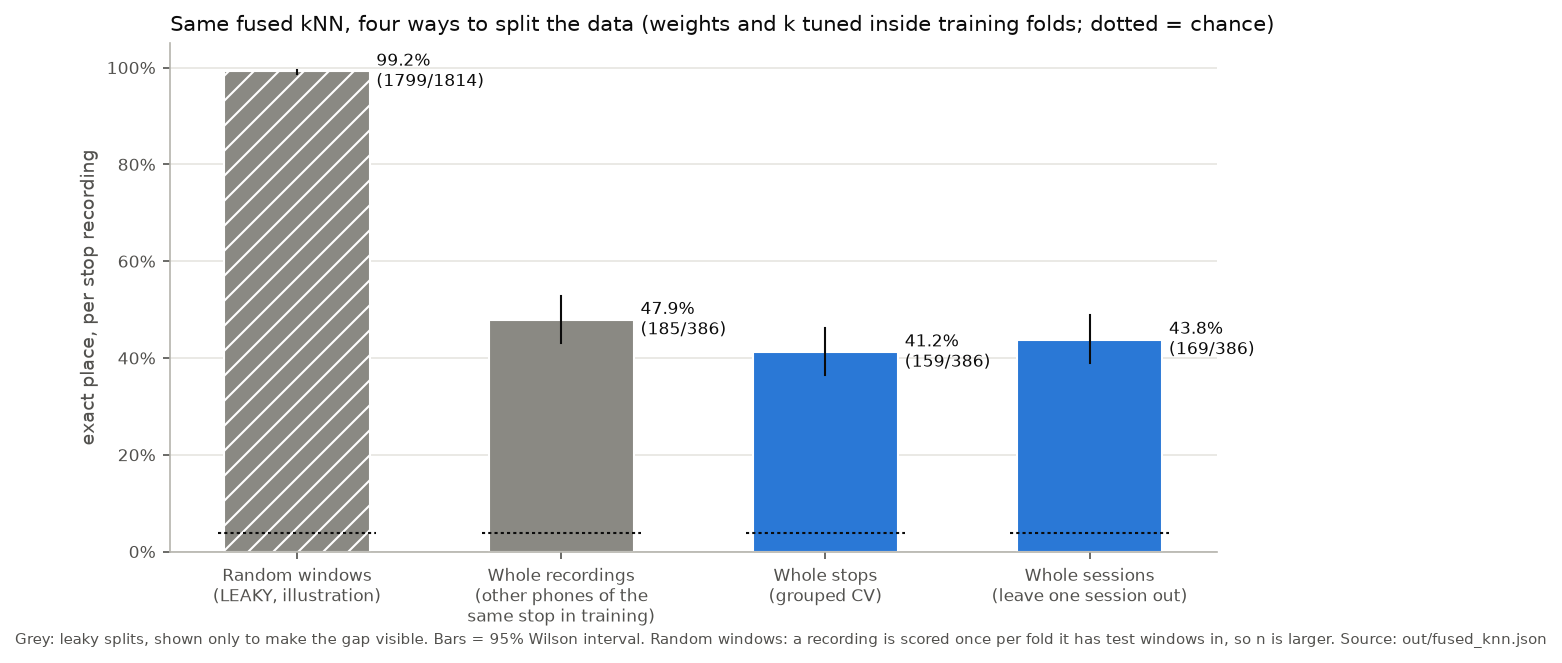 Same fused kNN, four ways to split the data (weights and k tuned inside training folds; dotted = chance)
exact place, per stop recording
100%
80%
60%
40%
20%
0%
99.2%
(1799/1814)
47.9%
(185/386)
41.2%
(159/386)
43.8%
(169/386)
Random windows
(LEAKY, illustration)
Whole recordings
(other phones of the
same stop in training)
Whole stops
(grouped CV)
Whole sessions
(leave one session out)
Grey: leaky splits, shown only to make the gap visible. Bars = 95% Wilson interval. Random windows: a recording is scored once per fold it has test windows in, so n is larger. Source: out/fused_knn.json